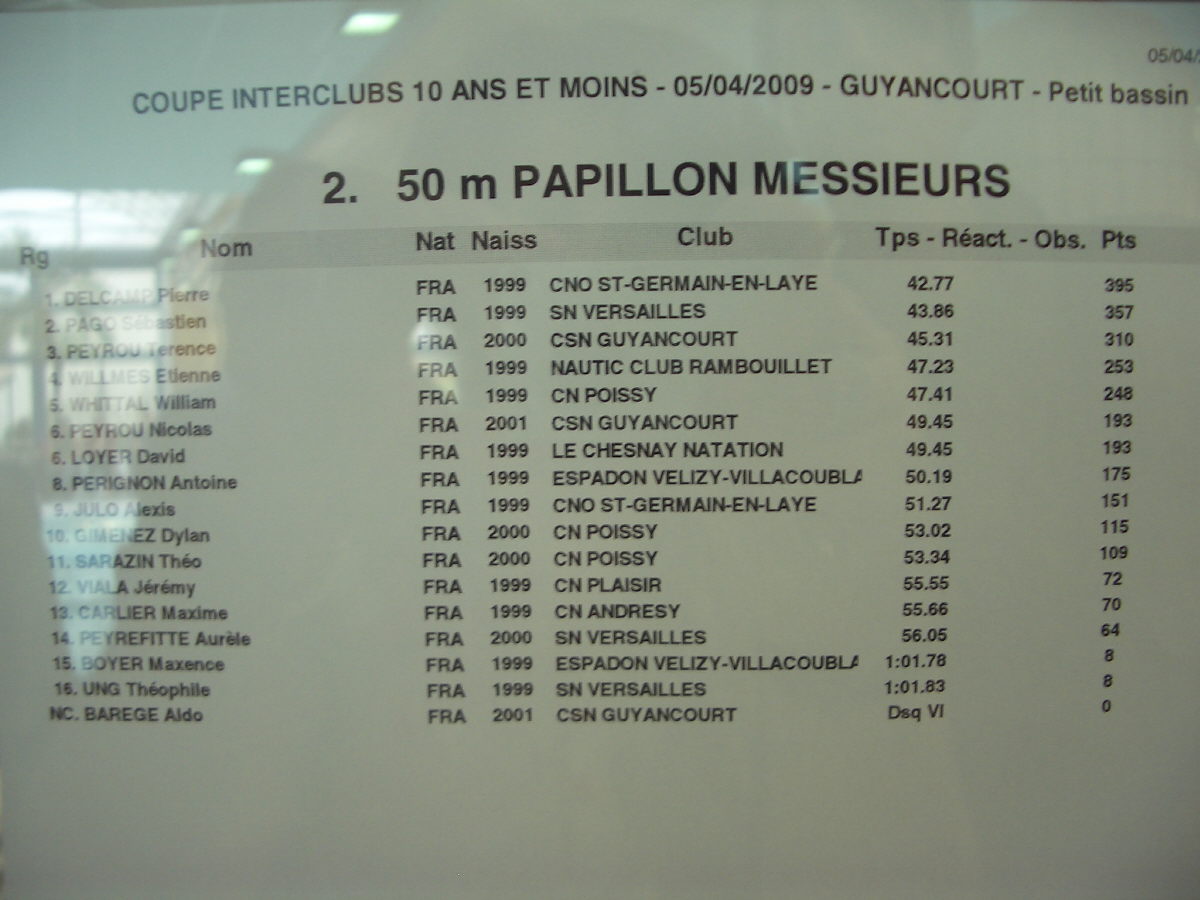 05/04/
COUPE INTERCLUBS 10 ANS ET MOINS - 05/04/2009 - GUYANCOURT - Petit bassin
2. 50 m PAPILLON MESSIEURS
Rg Nom Nat Naiss Club Tps - Réact. - Obs. Pts
1. DELCAMP Pierre FRA 1999 CNO ST-GERMAIN-EN-LAYE 42.77 395
2. PAGO Sébastien FRA 1999 SN VERSAILLES 43.86 357
3. PEYROU Terence FRA 2000 CSN GUYANCOURT 45.31 310
4. WILLMES Etienne FRA 1999 NAUTIC CLUB RAMBOUILLET 47.23 253
5. WHITTAL William FRA 1999 CN POISSY 47.41 248
6. PEYROU Nicolas FRA 2001 CSN GUYANCOURT 49.45 193
6. LOYER David FRA 1999 LE CHESNAY NATATION 49.45 193
8. PERIGNON Antoine FRA 1999 ESPADON VELIZY-VILLACOUBLA 50.19 175
9. JULO Alexis FRA 1999 CNO ST-GERMAIN-EN-LAYE 51.27 151
10. GIMENEZ Dylan FRA 2000 CN POISSY 53.02 115
11. SARAZIN Théo FRA 2000 CN POISSY 53.34 109
12. VIALA Jérémy FRA 1999 CN PLAISIR 55.55 72
13. CARLIER Maxime FRA 1999 CN ANDRESY 55.66 70
14. PEYREFITTE Aurèle FRA 2000 SN VERSAILLES 56.05 64
15. BOYER Maxence FRA 1999 ESPADON VELIZY-VILLACOUBLA 1:01.78 8
16. UNG Théophile FRA 1999 SN VERSAILLES 1:01.83 8
NC. BAREGE Aldo FRA 2001 CSN GUYANCOURT Dsq VI 0